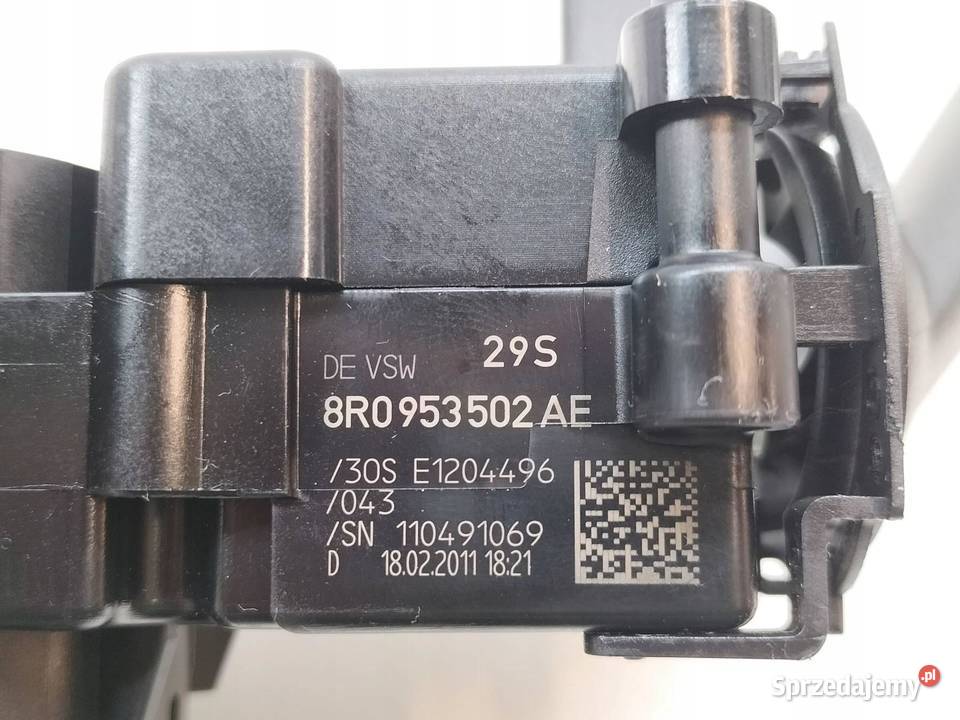 DE VSW 29S
8R0953502AE
/30S E1204496
/043
/SN 110491069
D 18.02.2011 18:21
Sprzedajemy.pl